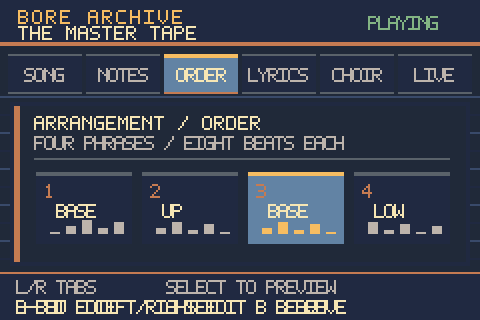 BORE ARCHIVE
THE MASTER TAPE
PLAYING
SONG NOTES ORDER LYRICS CHOIR LIVE
ARRANGEMENT / ORDER
FOUR PHRASES / EIGHT BEATS EACH
1 2 3 4
BASE UP BASE LOW
L/R TABS SELECT TO PREVIEW